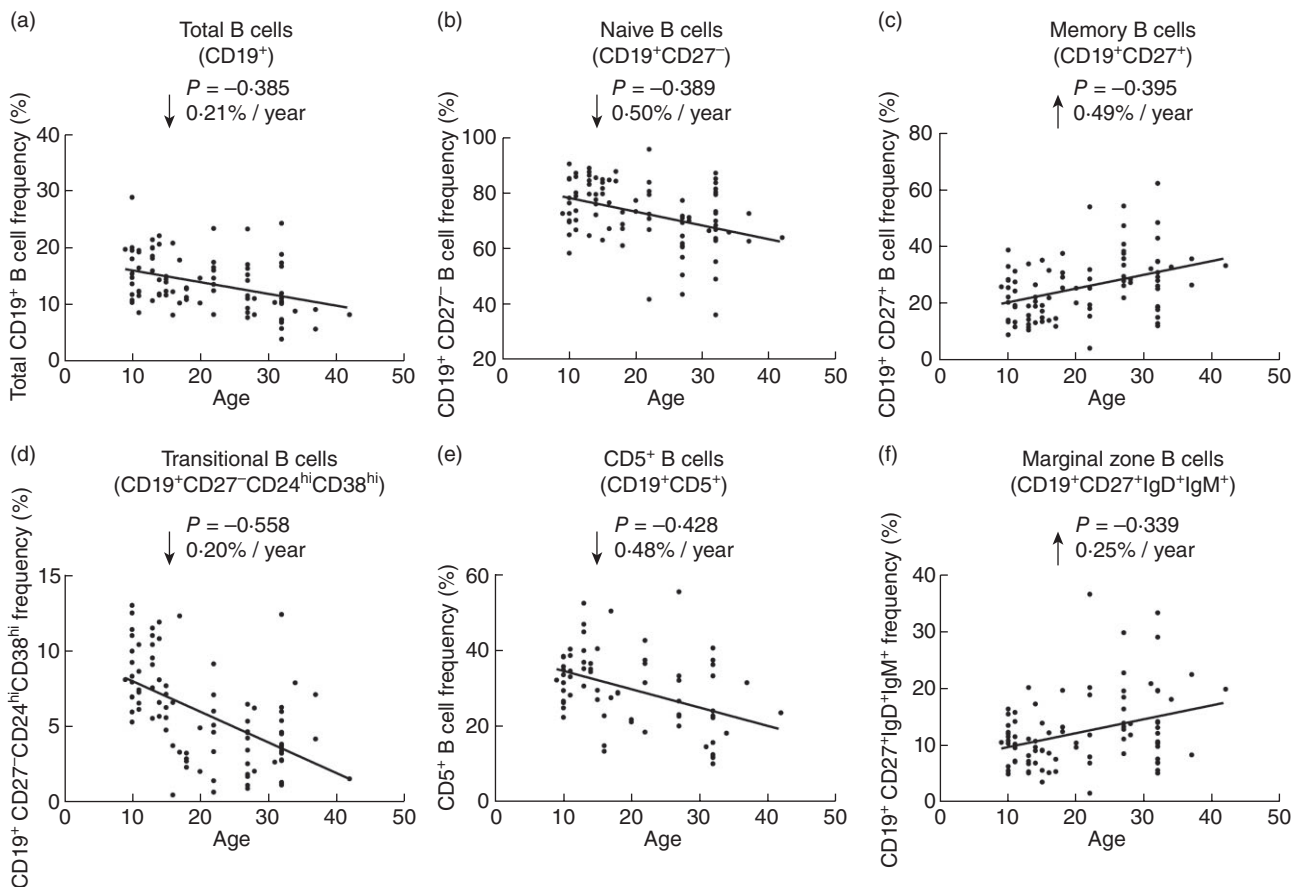 (a)
Total B cells
(CD19⁺)
P = –0·385
0·21% / year
Total CD19⁺ B cell frequency (%)
40
30
20
10
0
0 10 20 30 40 50
Age
(b)
Naive B cells
(CD19⁺CD27⁻)
P = –0·389
0·50% / year
CD19⁺ CD27⁻ B cell frequency (%)
100
80
60
40
20
0 10 20 30 40 50
Age
(c)
Memory B cells
(CD19⁺CD27⁺)
P = –0·395
0·49% / year
CD19⁺ CD27⁺ B cell frequency (%)
80
60
40
20
0
0 10 20 30 40 50
Age
(d)
Transitional B cells
(CD19⁺CD27⁻CD24ʰⁱCD38ʰⁱ)
P = –0·558
0·20% / year
CD19⁺ CD27⁻CD24ʰⁱCD38ʰⁱ frequency (%)
15
10
5
0
0 10 20 30 40 50
Age
(e)
CD5⁺ B cells
(CD19⁺CD5⁺)
P = –0·428
0·48% / year
CD5⁺ B cell frequency (%)
60
40
20
0
0 10 20 30 40 50
Age
(f)
Marginal zone B cells
(CD19⁺CD27⁺IgD⁺IgM⁺)
P = –0·339
0·25% / year
CD19⁺ CD27⁺IgD⁺IgM⁺ frequency (%)
40
30
20
10
0
0 10 20 30 40 50
Age